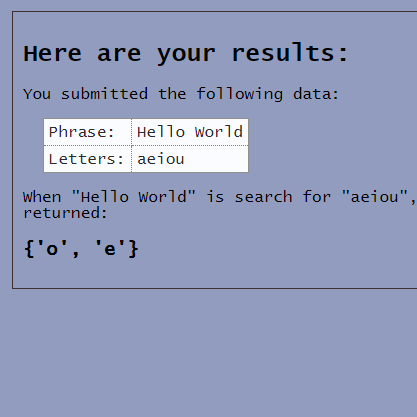 Here are your results:
You submitted the following data:
Phrase: Hello World
Letters: aeiou
When "Hello World" is search for "aeiou",
returned:
{'o', 'e'}